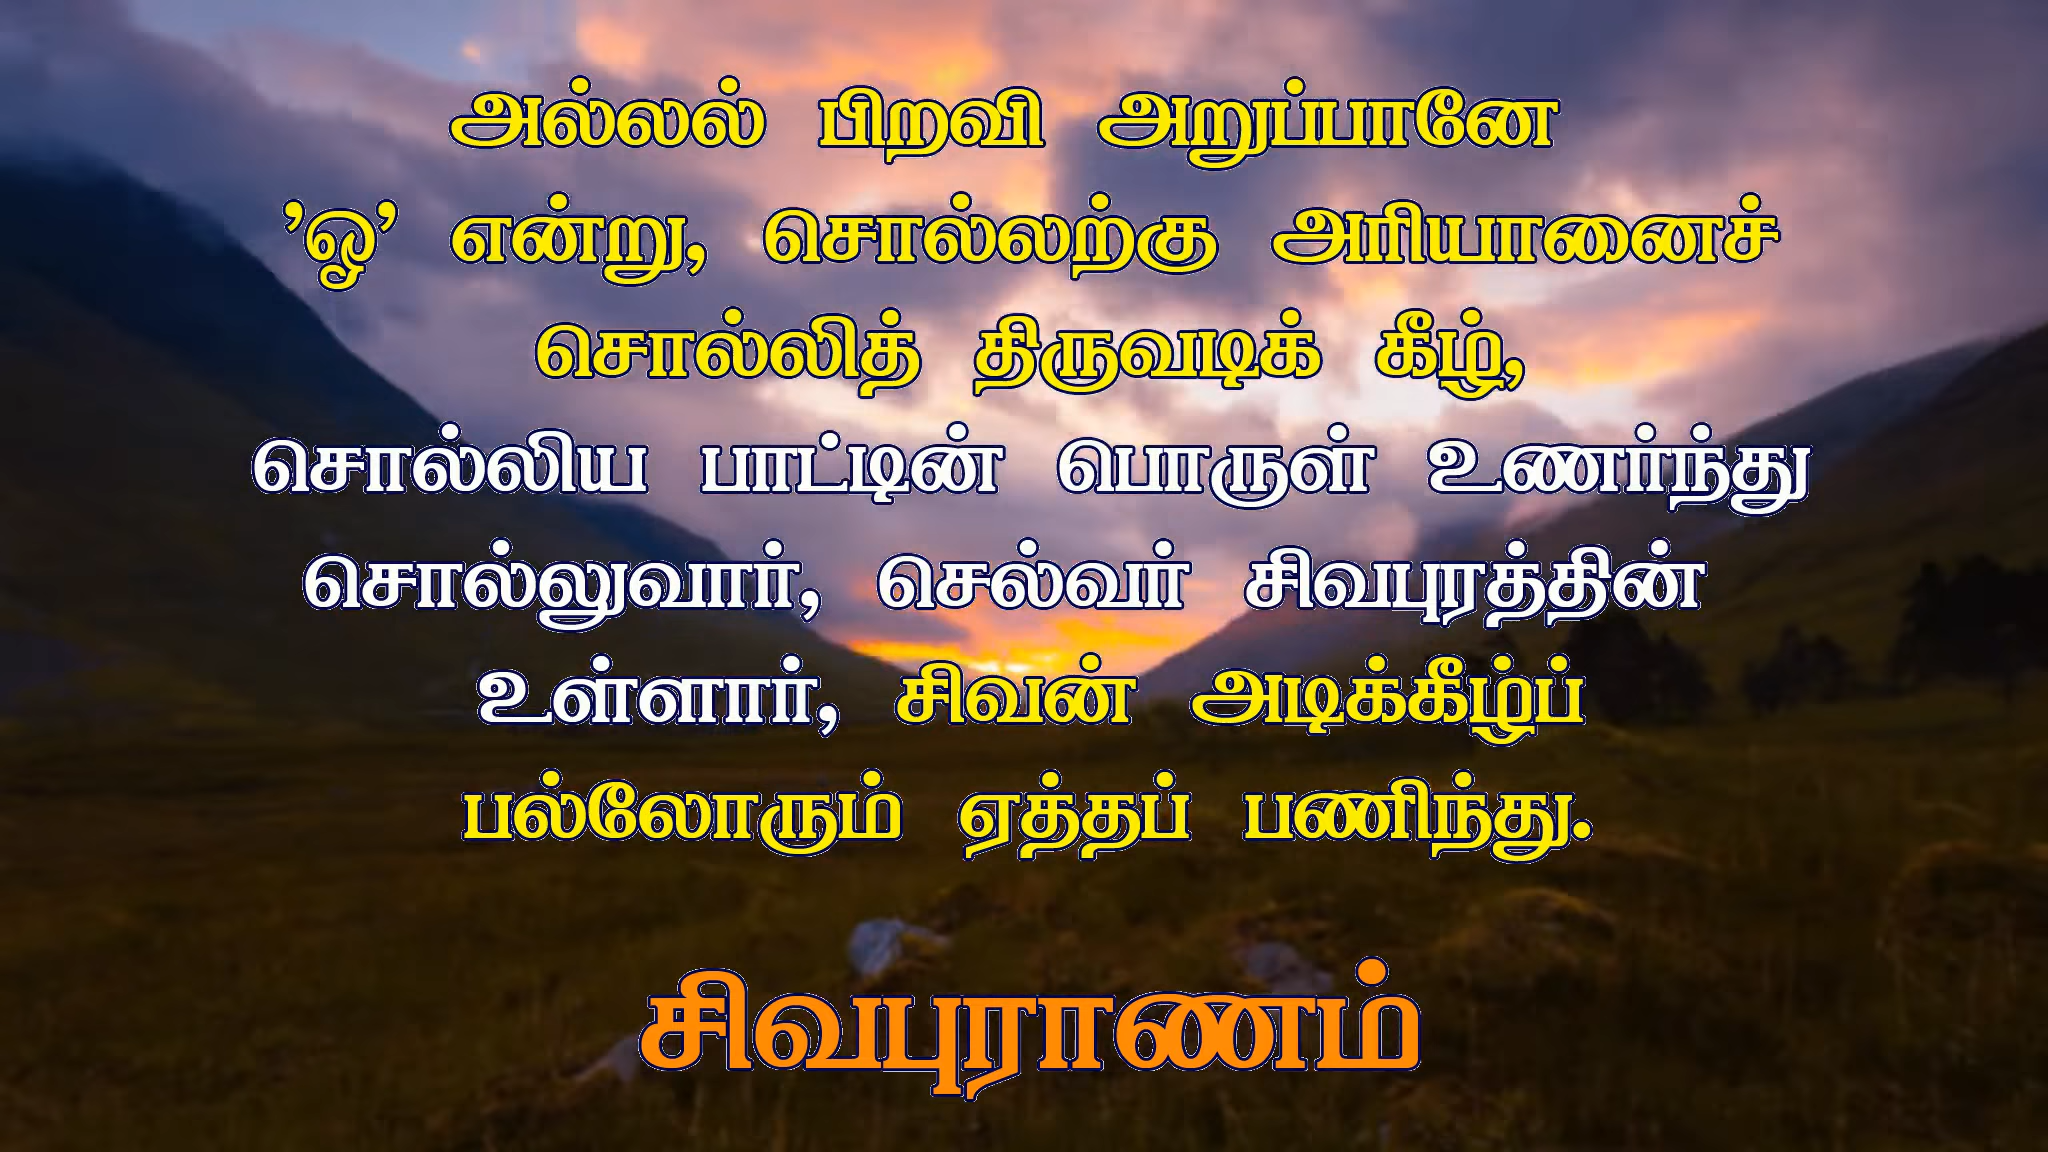 அல்லல் பிறவி அறுப்பானே
’ஓ’ என்று, சொல்லற்கு அரியானைச்
சொல்லித் திருவடிக் கீழ்,
சொல்லிய பாட்டின் பொருள் உணர்ந்து
சொல்லுவார், செல்வர் சிவபுரத்தின்
உள்ளார், சிவன் அடிக்கீழ்ப்
பல்லோரும் ஏத்தப் பணிந்து.
சிவபுராணம்